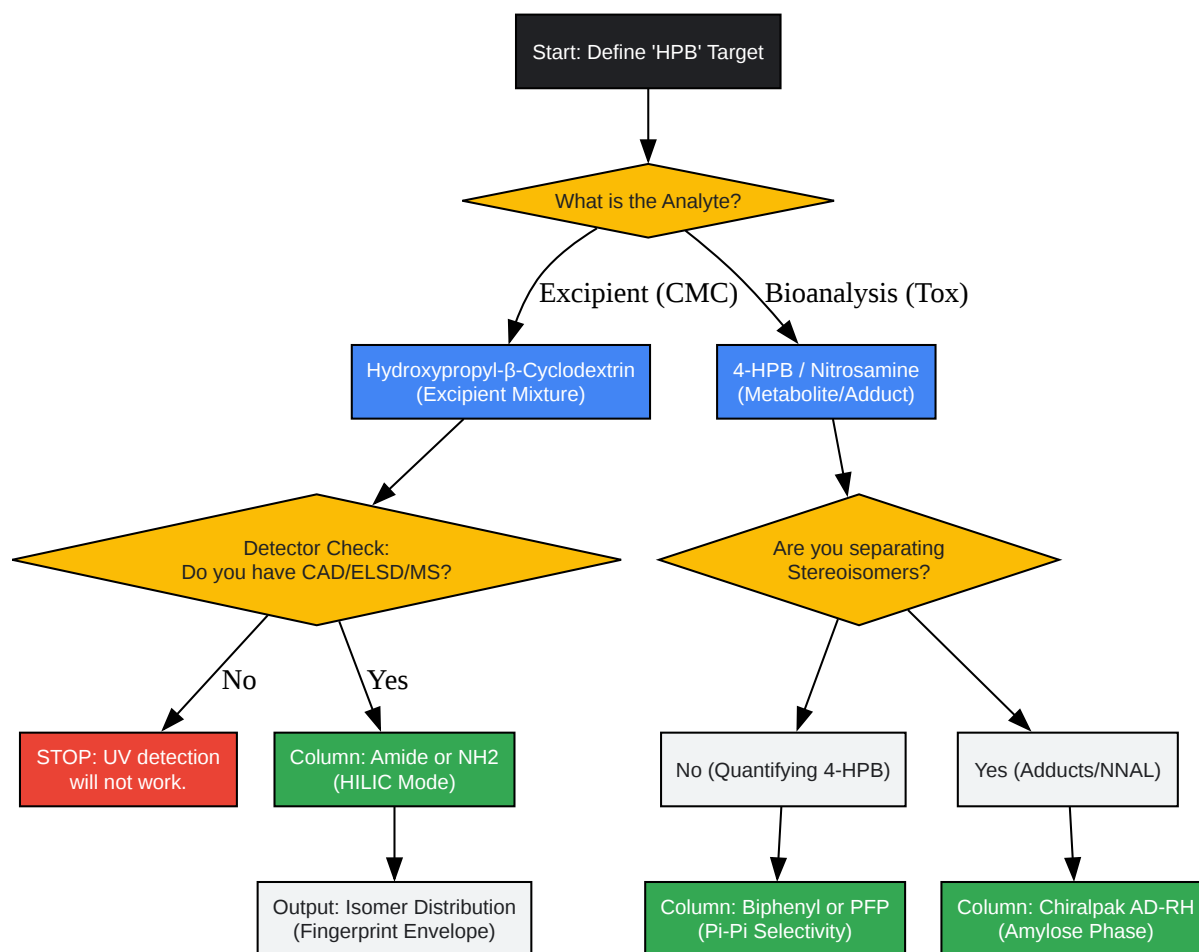 Start: Define 'HPB' Target
What is the Analyte?
Excipient (CMC)
Bioanalysis (Tox)
Hydroxypropyl-β-Cyclodextrin
(Excipient Mixture)
4-HPB / Nitrosamine
(Metabolite/Adduct)
Detector Check:
Do you have CAD/ELSD/MS?
Are you separating
Stereoisomers?
No
Yes
STOP: UV detection
will not work.
Column: Amide or NH2
(HILIC Mode)
No (Quantifying 4-HPB)
Yes (Adducts/NNAL)
Output: Isomer Distribution
(Fingerprint Envelope)
Column: Biphenyl or PFP
(Pi-Pi Selectivity)
Column: Chiralpak AD-RH
(Amylose Phase)